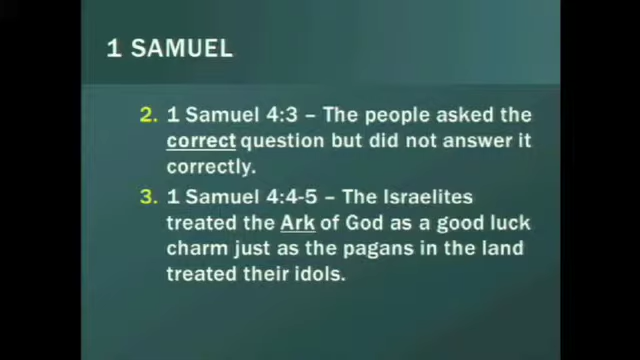 1 SAMUEL
2. 1 Samuel 4:3 – The people asked the
correct question but did not answer it
correctly.
3. 1 Samuel 4:4-5 – The Israelites
treated the Ark of God as a good luck
charm just as the pagans in the land
treated their idols.